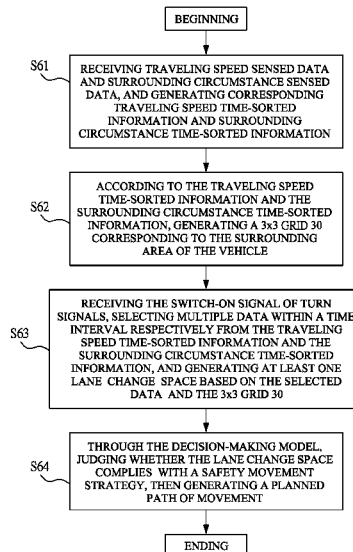 BEGINNING
S61
RECEIVING TRAVELING SPEED SENSED DATA
AND SURROUNDING CIRCUMSTANCE SENSED
DATA, AND GENERATING CORRESPONDING
TRAVELING SPEED TIME-SORTED
INFORMATION AND SURROUNDING
CIRCUMSTANCE TIME-SORTED INFORMATION
S62
ACCORDING TO THE TRAVELING SPEED
TIME-SORTED INFORMATION AND THE
SURROUNDING CIRCUMSTANCE TIME-SORTED
INFORMATION, GENERATING A 3x3 GRID 30
CORRESPONDING TO THE SURROUNDING
AREA OF THE VEHICLE
S63
RECEIVING THE SWITCH-ON SIGNAL OF TURN
SIGNALS, SELECTING MULTIPLE DATA WITHIN A TIME
INTERVAL RESPECTIVELY FROM THE TRAVELING
SPEED TIME-SORTED INFORMATION AND THE
SURROUNDING CIRCUMSTANCE TIME-SORTED
INFORMATION, AND GENERATING AT LEAST ONE
LANE CHANGE SPACE BASED ON THE SELECTED
DATA AND THE 3x3 GRID 30
S64
THROUGH THE DECISION-MAKING MODEL,
JUDGING WHETHER THE LANE CHANGE SPACE
COMPLIES WITH A SAFETY MOVEMENT
STRATEGY, THEN GENERATING A PLANNED
PATH OF MOVEMENT
ENDING